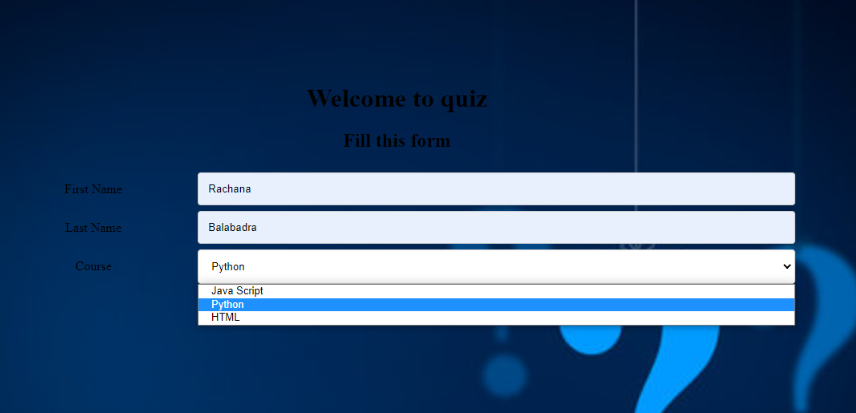 Welcome to quiz
Fill this form
First Name Rachana
Last Name Balabadra
Course Python
Java Script
Python
HTML